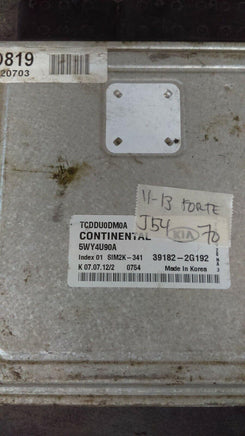 0819
20703
11-13 FORTE
J54 KIA 70
TCDDU0DM0A
CONTINENTAL
5WY4U90A
Index 01 SIM2K-341 39182-2G192
K 07.07.12/2 0754 Made in Korea